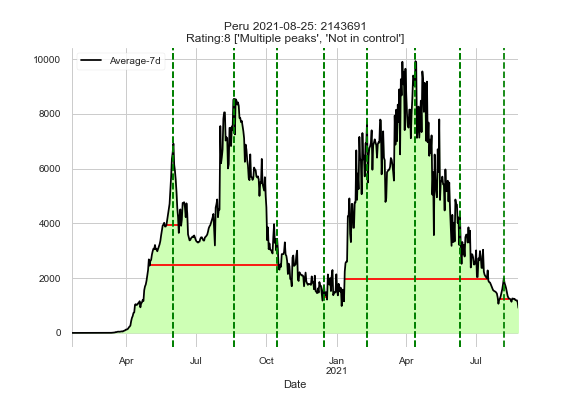 Peru 2021-08-25: 2143691
Rating:8 ['Multiple peaks', 'Not in control']
10000
Average-7d
8000
6000
4000
2000
0
Apr Jul Oct Jan Apr Jul
2021
Date